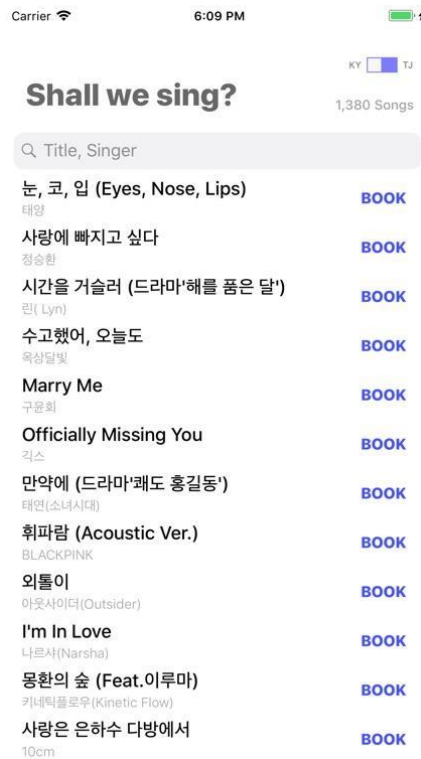 Carrier 6:09 PM
KY TJ
Shall we sing?
1,380 Songs
Title, Singer
눈, 코, 입 (Eyes, Nose, Lips)
태양
BOOK
사랑에 빠지고 싶다
정승환
BOOK
시간을 거슬러 (드라마'해를 품은 달')
린( Lyn)
BOOK
수고했어, 오늘도
옥상달빛
BOOK
Marry Me
구윤회
BOOK
Officially Missing You
긱스
BOOK
만약에 (드라마'쾌도 홍길동')
태연(소녀시대)
BOOK
휘파람 (Acoustic Ver.)
BLACKPINK
BOOK
외톨이
아웃사이더(Outsider)
BOOK
I'm In Love
나르샤(Narsha)
BOOK
몽환의 숲 (Feat.이루마)
키네틱플로우(Kinetic Flow)
BOOK
사랑은 은하수 다방에서
10cm
BOOK